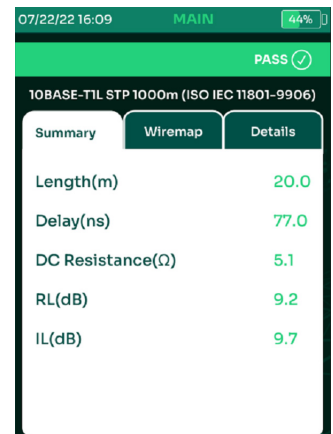 07/22/22 16:09 MAIN 44%
PASS
10BASE-T1L STP 1000m (ISO IEC 11801-9906)
Summary Wiremap Details
Length(m) 20.0
Delay(ns) 77.0
DC Resistance(Ω) 5.1
RL(dB) 9.2
IL(dB) 9.7